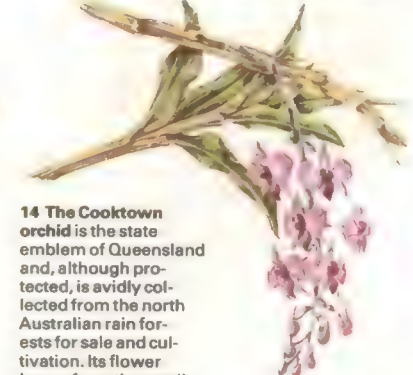 14 The Cooktown
orchid is the state
emblem of Queensland
and, although pro-
tected, is avidly col-
lected from the north
Australian rain for-
ests for sale and cul-
tivation. Its flower